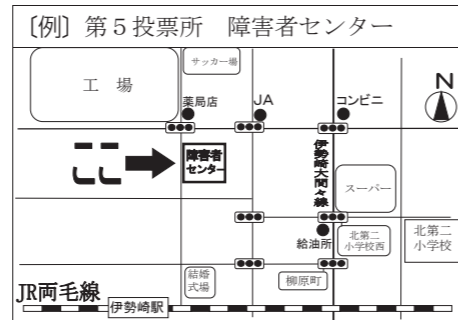 〔例〕第5投票所 障害者センター
サッカー場
工 場
N
薬局店
JA
コンビニ
ここ
障害者
センター
伊勢崎大間々線
スーパー
給油所
北第二
小学校西
北第二
小学校
結婚
式場
柳原町
JR両毛線
伊勢崎駅